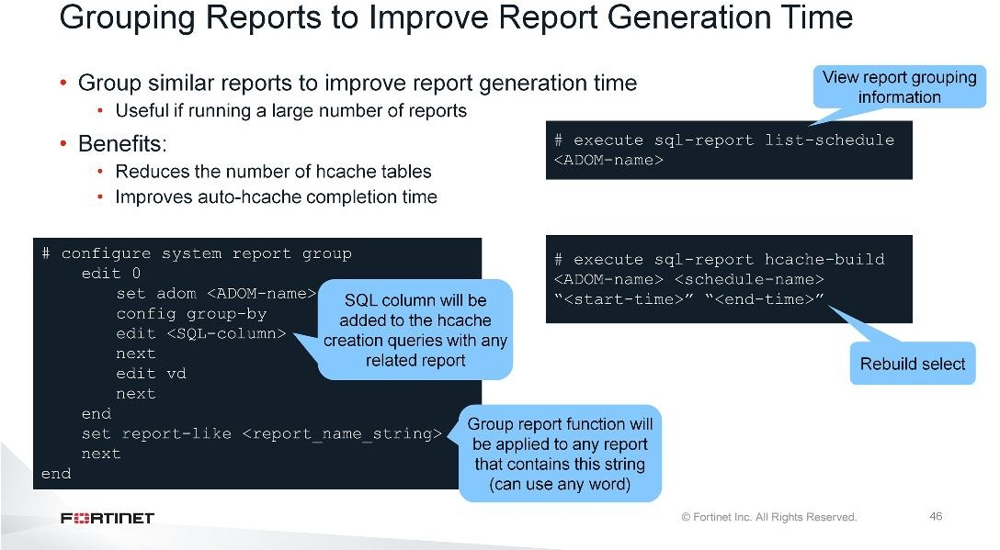 Grouping Reports to Improve Report Generation Time
• Group similar reports to improve report generation time
• Useful if running a large number of reports
• Benefits:
• Reduces the number of hcache tables
• Improves auto-hcache completion time
View report grouping
information
# execute sql-report list-schedule
<ADOM-name>
# configure system report group
edit 0
set adom <ADOM-name>
config group-by
edit <SQL-column>
next
edit vd
next
end
set report-like <report_name_string>
next
end
SQL column will be
added to the hcache
creation queries with any
related report
Group report function will
be applied to any report
that contains this string
(can use any word)
# execute sql-report hcache-build
<ADOM-name> <schedule-name>
“<start-time>” “<end-time>”
Rebuild select
FORTINET
© Fortinet Inc. All Rights Reserved.
46